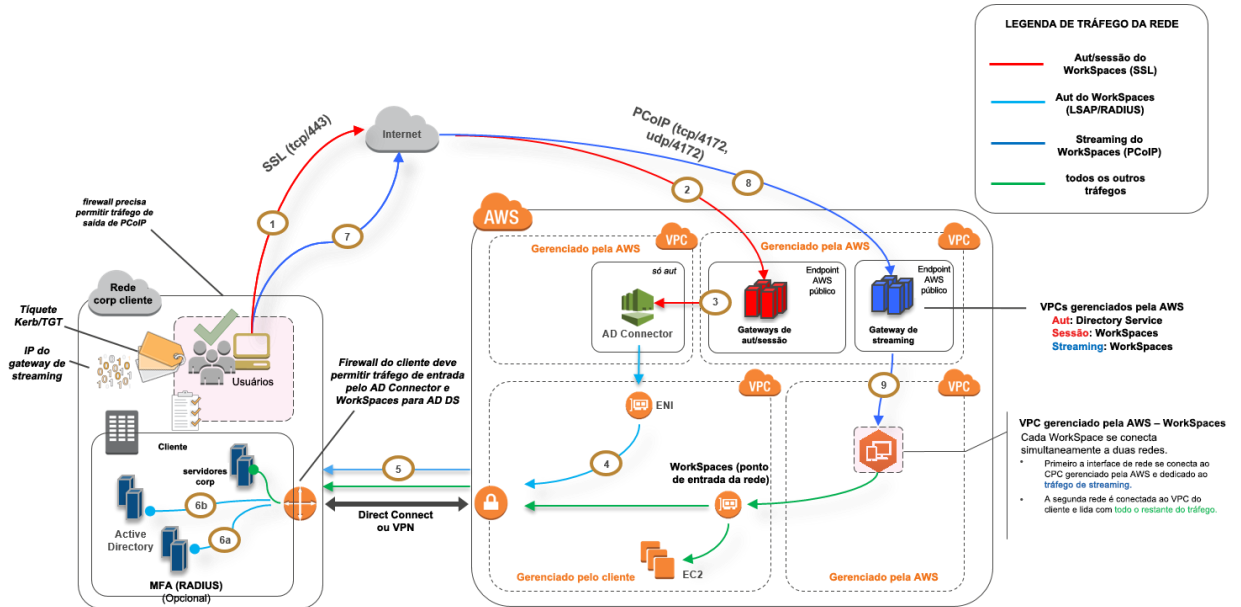 LEGENDA DE TRÁFEGO DA REDE
Aut/sessão do
WorkSpaces (SSL)
Aut do WorkSpaces
(LSAP/RADIUS)
Streaming do
WorkSpaces (PCoIP)
todos os outros
tráfegos
Internet
SSL (tcp/443)
PCoIP (tcp/4172,
udp/4172)
1
7
2
8
firewall precisa
permitir tráfego de
saída de PCoIP
Rede
corp cliente
Tíquete
Kerb/TGT
IP do
gateway de
streaming
Usuários
Firewall do cliente deve
permitir tráfego de entrada
pelo AD Connector e
WorkSpaces para AD DS
Cliente
servidores
corp
6b
Active
Directory
6a
MFA (RADIUS)
(Opcional)
5
Direct Connect
ou VPN
AWS
VPC
Gerenciado pela AWS
só aut
AD Connector
3
VPC
Gerenciado pela AWS
Endpoint
AWS
público
Gateways de
aut/sessão
Endpoint
AWS
público
Gateway de
streaming
VPCs gerenciados pela AWS
Aut: Directory Service
Sessão: WorkSpaces
Streaming: WorkSpaces
VPC
ENI
4
WorkSpaces (ponto
de entrada da rede)
EC2
Gerenciado pelo cliente
VPC
9
Gerenciado pela AWS
VPC gerenciado pela AWS – WorkSpaces
Cada WorkSpace se conecta
simultaneamente a duas redes.
• Primeiro a interface de rede se conecta ao
CPC gerenciado pela AWS e dedicado ao
tráfego de streaming.
• A segunda rede é conectada ao VPC do
cliente e lida com todo o restante do tráfego.